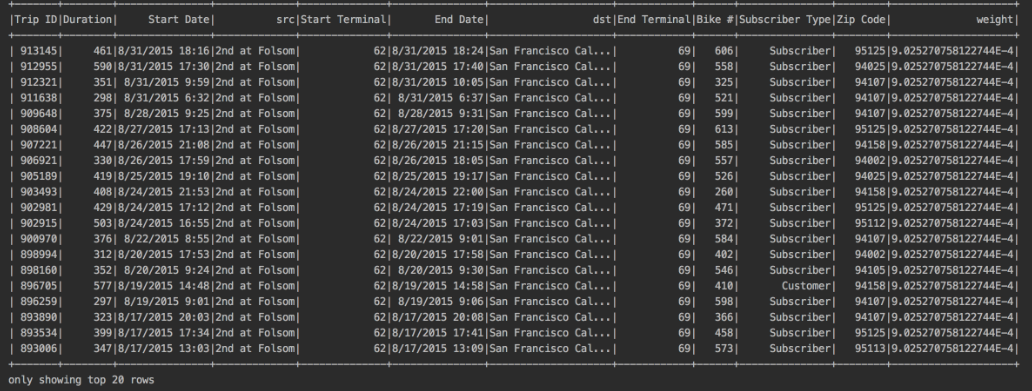 |Trip ID|Duration|     Start Date|          src|Start Terminal|       End Date|                 dst|End Terminal|Bike #|Subscriber Type|Zip Code|              weight|
| 913145|     461|8/31/2015 18:16|2nd at Folsom|            62|8/31/2015 18:24|San Francisco Cal...|          69|   606|     Subscriber|   95125|9.025270758122744E-4|
| 912955|     590|8/31/2015 17:30|2nd at Folsom|            62|8/31/2015 17:40|San Francisco Cal...|          69|   558|     Subscriber|   94025|9.025270758122744E-4|
| 912321|     351| 8/31/2015 9:59|2nd at Folsom|            62|8/31/2015 10:05|San Francisco Cal...|          69|   325|     Subscriber|   94107|9.025270758122744E-4|
| 911638|     298| 8/31/2015 6:32|2nd at Folsom|            62| 8/31/2015 6:37|San Francisco Cal...|          69|   521|     Subscriber|   94107|9.025270758122744E-4|
| 909648|     375| 8/28/2015 9:25|2nd at Folsom|            62| 8/28/2015 9:31|San Francisco Cal...|          69|   599|     Subscriber|   94107|9.025270758122744E-4|
| 908604|     422|8/27/2015 17:13|2nd at Folsom|            62|8/27/2015 17:20|San Francisco Cal...|          69|   613|     Subscriber|   95125|9.025270758122744E-4|
| 907221|     447|8/26/2015 21:08|2nd at Folsom|            62|8/26/2015 21:15|San Francisco Cal...|          69|   585|     Subscriber|   94158|9.025270758122744E-4|
| 906921|     330|8/26/2015 17:59|2nd at Folsom|            62|8/26/2015 18:05|San Francisco Cal...|          69|   557|     Subscriber|   94002|9.025270758122744E-4|
| 905189|     419|8/25/2015 19:10|2nd at Folsom|            62|8/25/2015 19:17|San Francisco Cal...|          69|   526|     Subscriber|   94025|9.025270758122744E-4|
| 903493|     408|8/24/2015 21:53|2nd at Folsom|            62|8/24/2015 22:00|San Francisco Cal...|          69|   260|     Subscriber|   94158|9.025270758122744E-4|
| 902981|     429|8/24/2015 17:12|2nd at Folsom|            62|8/24/2015 17:19|San Francisco Cal...|          69|   471|     Subscriber|   95125|9.025270758122744E-4|
| 902915|     503|8/24/2015 16:55|2nd at Folsom|            62|8/24/2015 17:03|San Francisco Cal...|          69|   372|     Subscriber|   95112|9.025270758122744E-4|
| 900970|     376| 8/22/2015 8:55|2nd at Folsom|            62| 8/22/2015 9:01|San Francisco Cal...|          69|   584|     Subscriber|   94107|9.025270758122744E-4|
| 898994|     312|8/20/2015 17:53|2nd at Folsom|            62|8/20/2015 17:58|San Francisco Cal...|          69|   402|     Subscriber|   94002|9.025270758122744E-4|
| 898160|     352| 8/20/2015 9:24|2nd at Folsom|            62| 8/20/2015 9:30|San Francisco Cal...|          69|   546|     Subscriber|   94105|9.025270758122744E-4|
| 896705|     577|8/19/2015 14:48|2nd at Folsom|            62|8/19/2015 14:58|San Francisco Cal...|          69|   410|       Customer|   94158|9.025270758122744E-4|
| 896259|     297| 8/19/2015 9:01|2nd at Folsom|            62| 8/19/2015 9:06|San Francisco Cal...|          69|   598|     Subscriber|   94107|9.025270758122744E-4|
| 893890|     323|8/17/2015 20:03|2nd at Folsom|            62|8/17/2015 20:08|San Francisco Cal...|          69|   366|     Subscriber|   94107|9.025270758122744E-4|
| 893534|     399|8/17/2015 17:34|2nd at Folsom|            62|8/17/2015 17:41|San Francisco Cal...|          69|   458|     Subscriber|   95125|9.025270758122744E-4|
| 893006|     347|8/17/2015 13:03|2nd at Folsom|            62|8/17/2015 13:09|San Francisco Cal...|          69|   573|     Subscriber|   95113|9.025270758122744E-4|
only showing top 20 rows